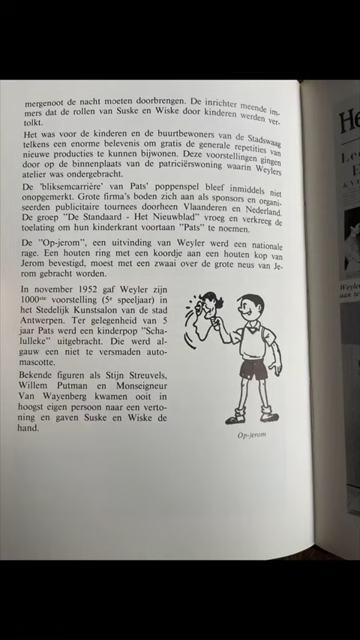 mergenoot de nacht moeten doorbrengen. De inrichter meende im-
mers dat de rollen van Suske en Wiske door kinderen werden ver-
tolkt.
Het was voor de kinderen en de buurtbewoners van de Stadswaag
telkens een enorme belevenis om gratis de generale repetities van
nieuwe producties te kunnen bijwonen. Deze voorstellingen gingen
door op de binnenplaats van de patriciërswoning waarin Weylers
atelier was ondergebracht.
De 'bliksemcarrière' van Pats' poppenspel bleef inmiddels niet
onopgemerkt. Grote firma's boden zich aan als sponsors en organi-
seerden publicitaire tournees doorheen Vlaanderen en Nederland.
De groep "De Standaard - Het Nieuwblad" vroeg en verkreeg de
toelating om hun kinderkrant voortaan "Pats" te noemen.
De "Op-jerom", een uitvinding van Weyler werd een nationale
rage. Een houten ring met een koordje aan een houten kop van
Jerom bevestigd, moest met een zwaai over de grote neus van Je-
rom gebracht worden.
In november 1952 gaf Weyler zijn
1000ste voorstelling (5e speeljaar) in
het Stedelijk Kunstsalon van de stad
Antwerpen. Ter gelegenheid van 5
jaar Pats werd een kinderpop "Scha-
lulleke" uitgebracht. Die werd al-
gauw een niet te versmaden auto-
mascotte.
Bekende figuren als Stijn Streuvels,
Willem Putman en Monseigneur
Van Wayenberg kwamen ooit in
hoogst eigen persoon naar een verto-
ning en gaven Suske en Wiske de
hand.
Op-jerom
He
Weyler
aan te